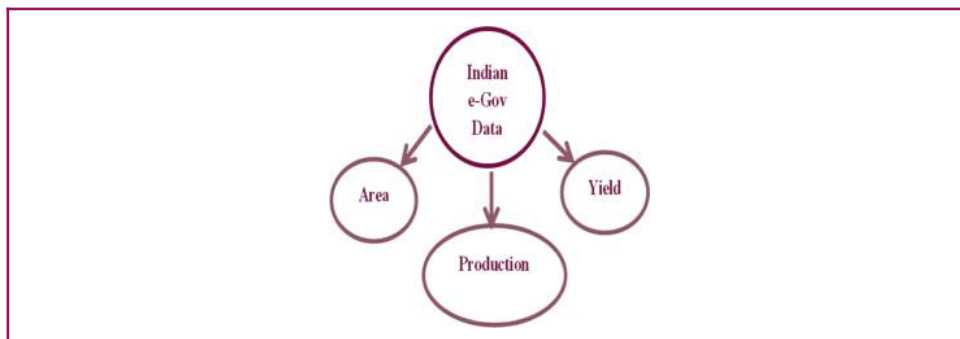 Indian
e-Gov
Data
Area
Yield
Production